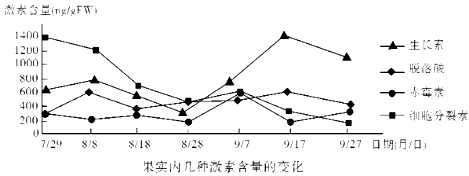 激素含量(ng/gFW)
1400
1200
1000
800
600
400
200
0
7/29 8/8 8/18 8/28 9/7 9/17 9/27 日期(月/日)
生长素
脱落酸
赤霉素
细胞分裂素
果实内几种激素含量的变化